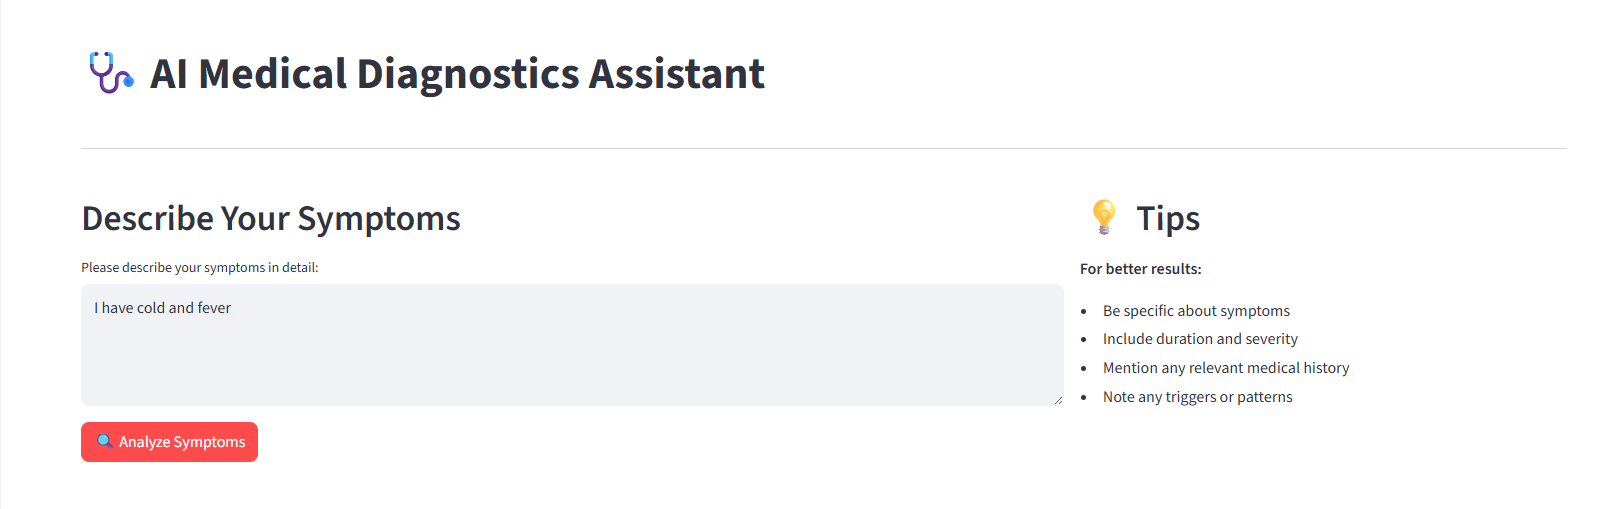 AI Medical Diagnostics Assistant
Describe Your Symptoms
Please describe your symptoms in detail:
I have cold and fever
Analyze Symptoms
Tips
For better results:
Be specific about symptoms
Include duration and severity
Mention any relevant medical history
Note any triggers or patterns